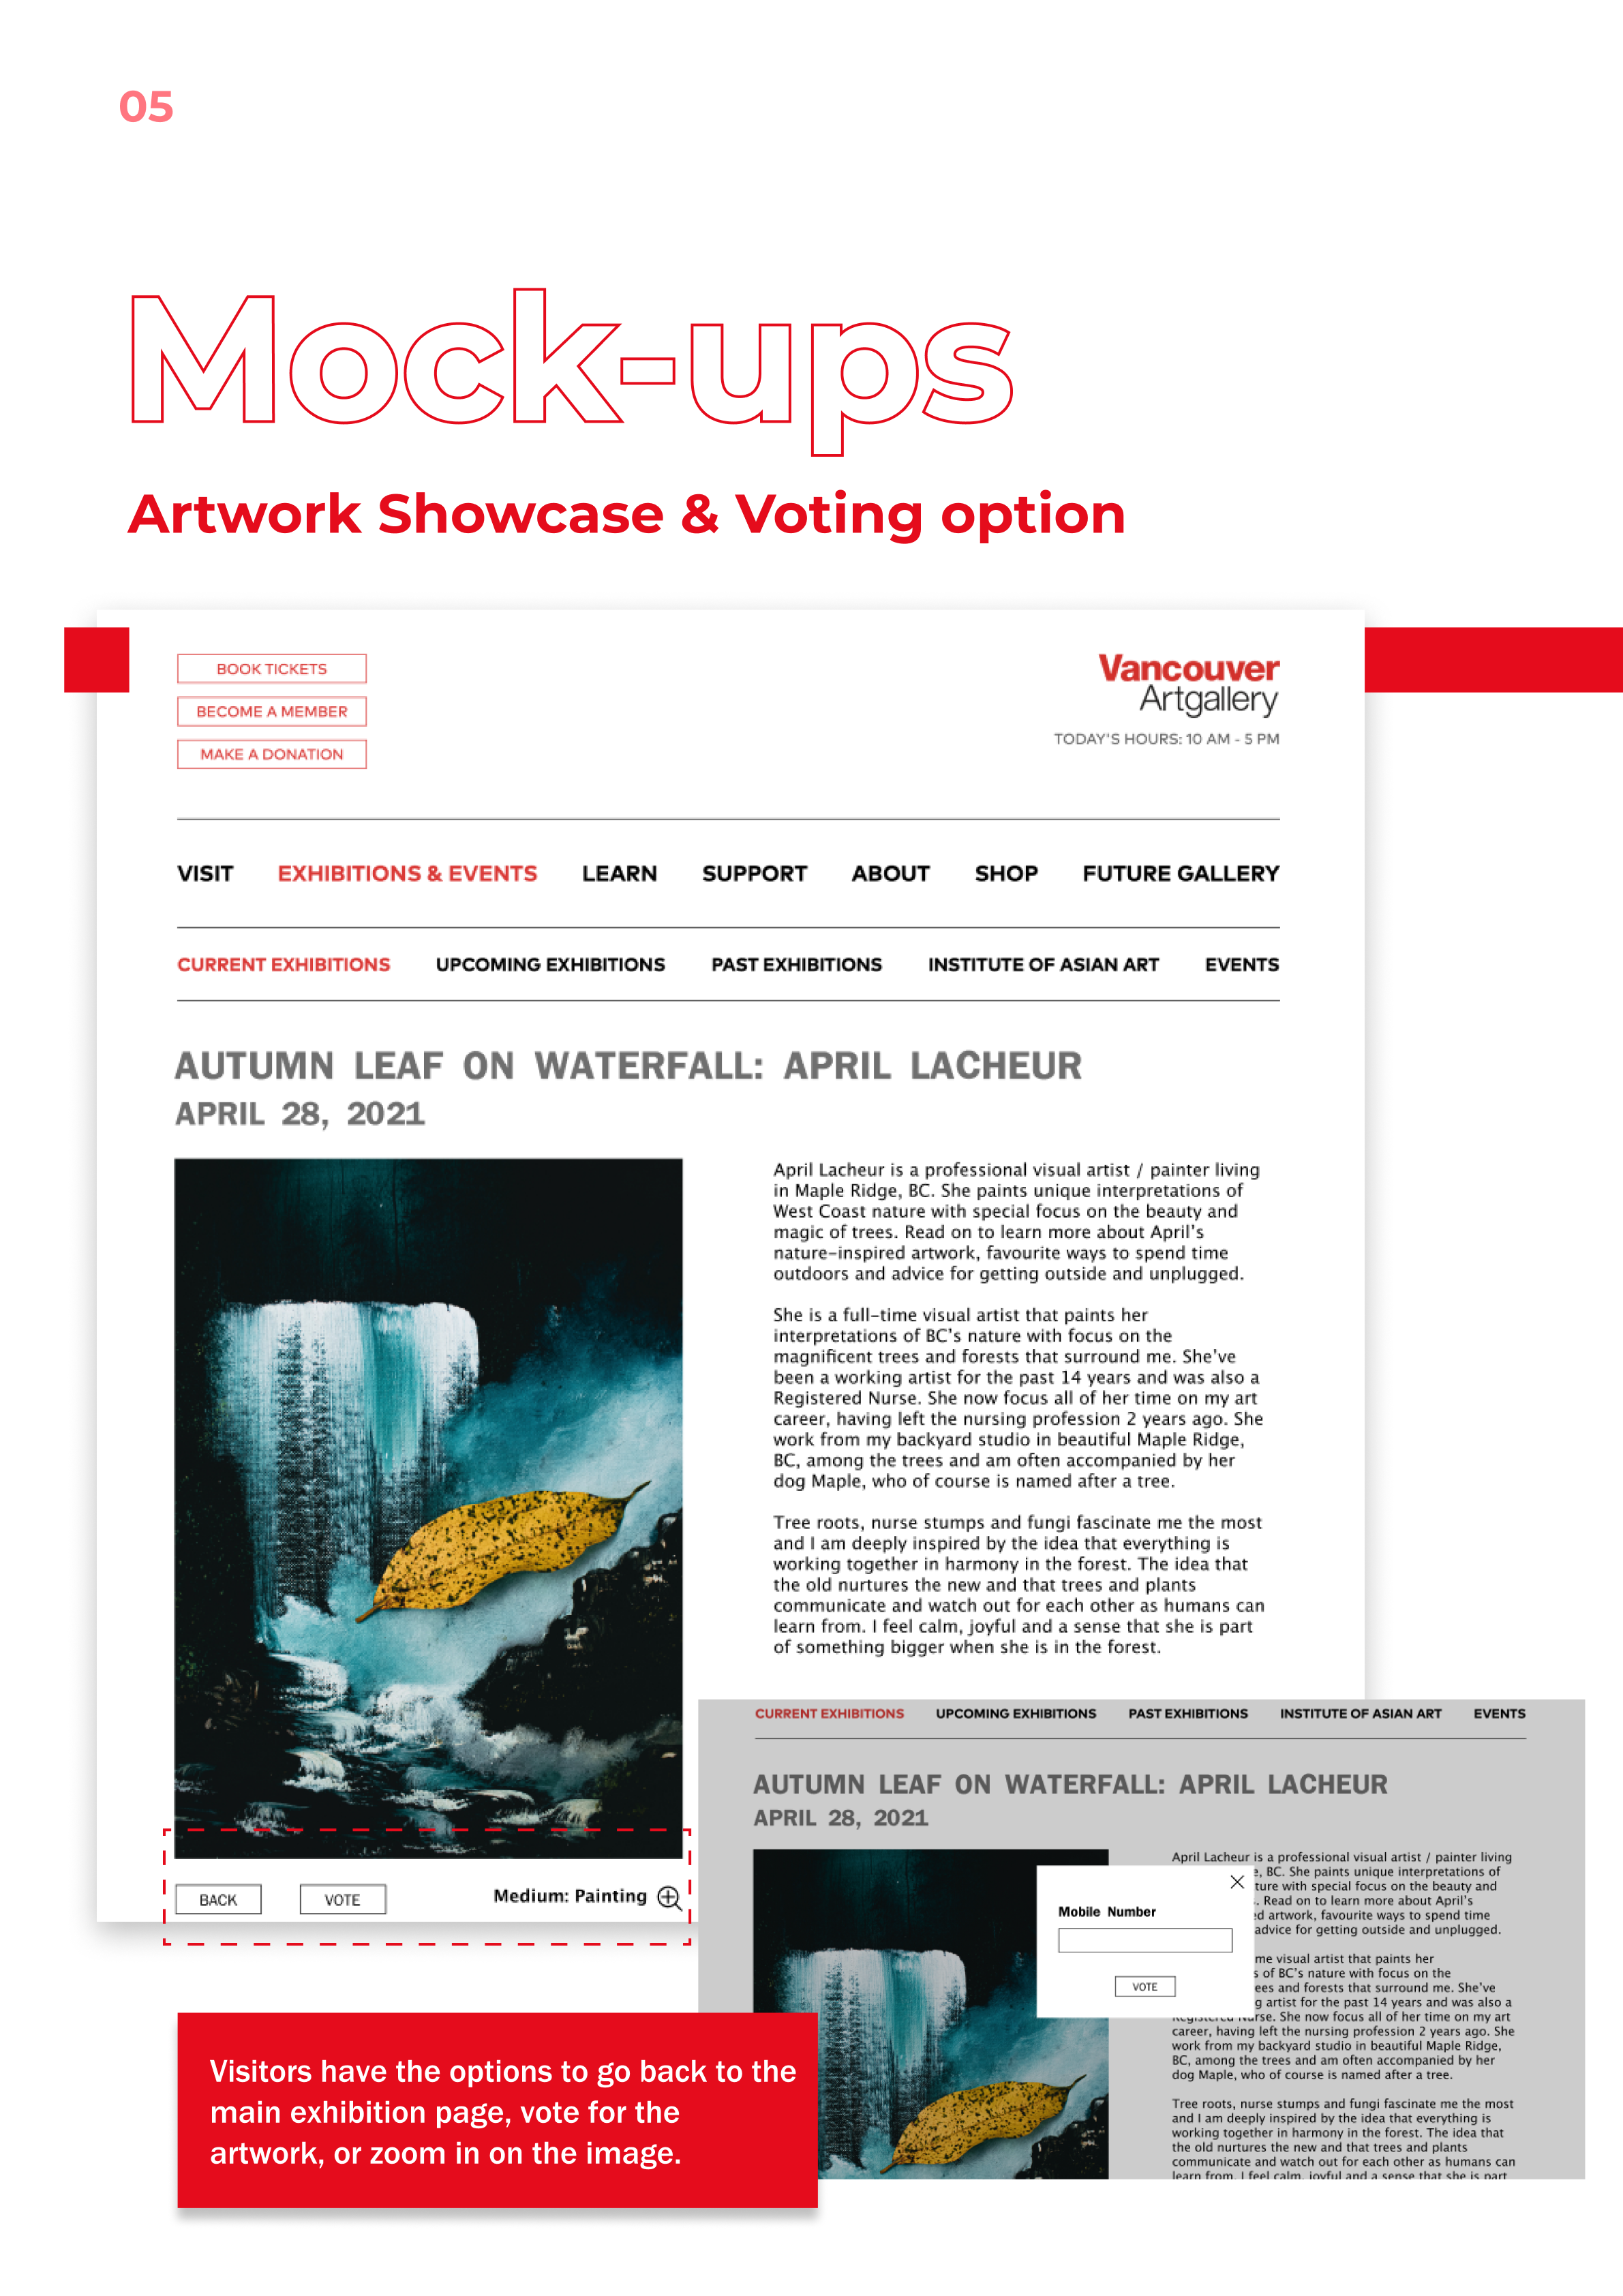 05
Mock-ups
Artwork Showcase & Voting option
BOOK TICKETS
BECOME A MEMBER
MAKE A DONATION
Vancouver
Artgallery
TODAY'S HOURS: 10 AM - 5 PM
VISIT EXHIBITIONS & EVENTS LEARN SUPPORT ABOUT SHOP FUTURE GALLERY
CURRENT EXHIBITIONS UPCOMING EXHIBITIONS PAST EXHIBITIONS INSTITUTE OF ASIAN ART EVENTS
AUTUMN LEAF ON WATERFALL: APRIL LACHEUR
APRIL 28, 2021
April Lacheur is a professional visual artist / painter living
in Maple Ridge, BC. She paints unique interpretations of
West Coast nature with special focus on the beauty and
magic of trees. Read on to learn more about April's
nature-inspired artwork, favourite ways to spend time
outdoors and advice for getting outside and unplugged.
She is a full-time visual artist that paints her
interpretations of BC's nature with focus on the
magnificent trees and forests that surround me. She've
been a working artist for the past 14 years and was also a
Registered Nurse. She now focus all of her time on my art
career, having left the nursing profession 2 years ago. She
work from my backyard studio in beautiful Maple Ridge,
BC, among the trees and am often accompanied by her
dog Maple, who of course is named after a tree.
Tree roots, nurse stumps and fungi fascinate me the most
and I am deeply inspired by the idea that everything is
working together in harmony in the forest. The idea that
the old nurtures the new and that trees and plants
communicate and watch out for each other as humans can
learn from. I feel calm, joyful and a sense that she is part
of something bigger when she is in the forest.
BACK VOTE Medium: Painting
CURRENT EXHIBITIONS UPCOMING EXHIBITIONS PAST EXHIBITIONS INSTITUTE OF ASIAN ART EVENTS
AUTUMN LEAF ON WATERFALL: APRIL LACHEUR
APRIL 28, 2021
Mobile Number
VOTE
April Lacheur is a professional visual artist / painter living
e, BC. She paints unique interpretations of
ture with special focus on the beauty and
. Read on to learn more about April's
ed artwork, favourite ways to spend time
advice for getting outside and unplugged.
me visual artist that paints her
s of BC's nature with focus on the
ees and forests that surround me. She've
g artist for the past 14 years and was also a
Registered Nurse. She now focus all of her time on my art
career, having left the nursing profession 2 years ago. She
work from my backyard studio in beautiful Maple Ridge,
BC, among the trees and am often accompanied by her
dog Maple, who of course is named after a tree.
Tree roots, nurse stumps and fungi fascinate me the most
and I am deeply inspired by the idea that everything is
working together in harmony in the forest. The idea that
the old nurtures the new and that trees and plants
communicate and watch out for each other as humans can
learn from. I feel calm, joyful and a sense that she is part
Visitors have the options to go back to the
main exhibition page, vote for the
artwork, or zoom in on the image.